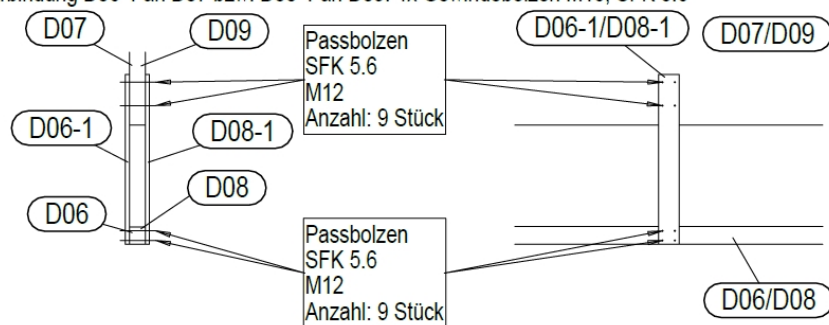 D07
D09
Passbolzen
SFK 5.6
M12
Anzahl: 9 Stück
D06-1/D08-1
D07/D09
D06-1
D08-1
D08
D06
Passbolzen
SFK 5.6
M12
Anzahl: 9 Stück
D06/D08